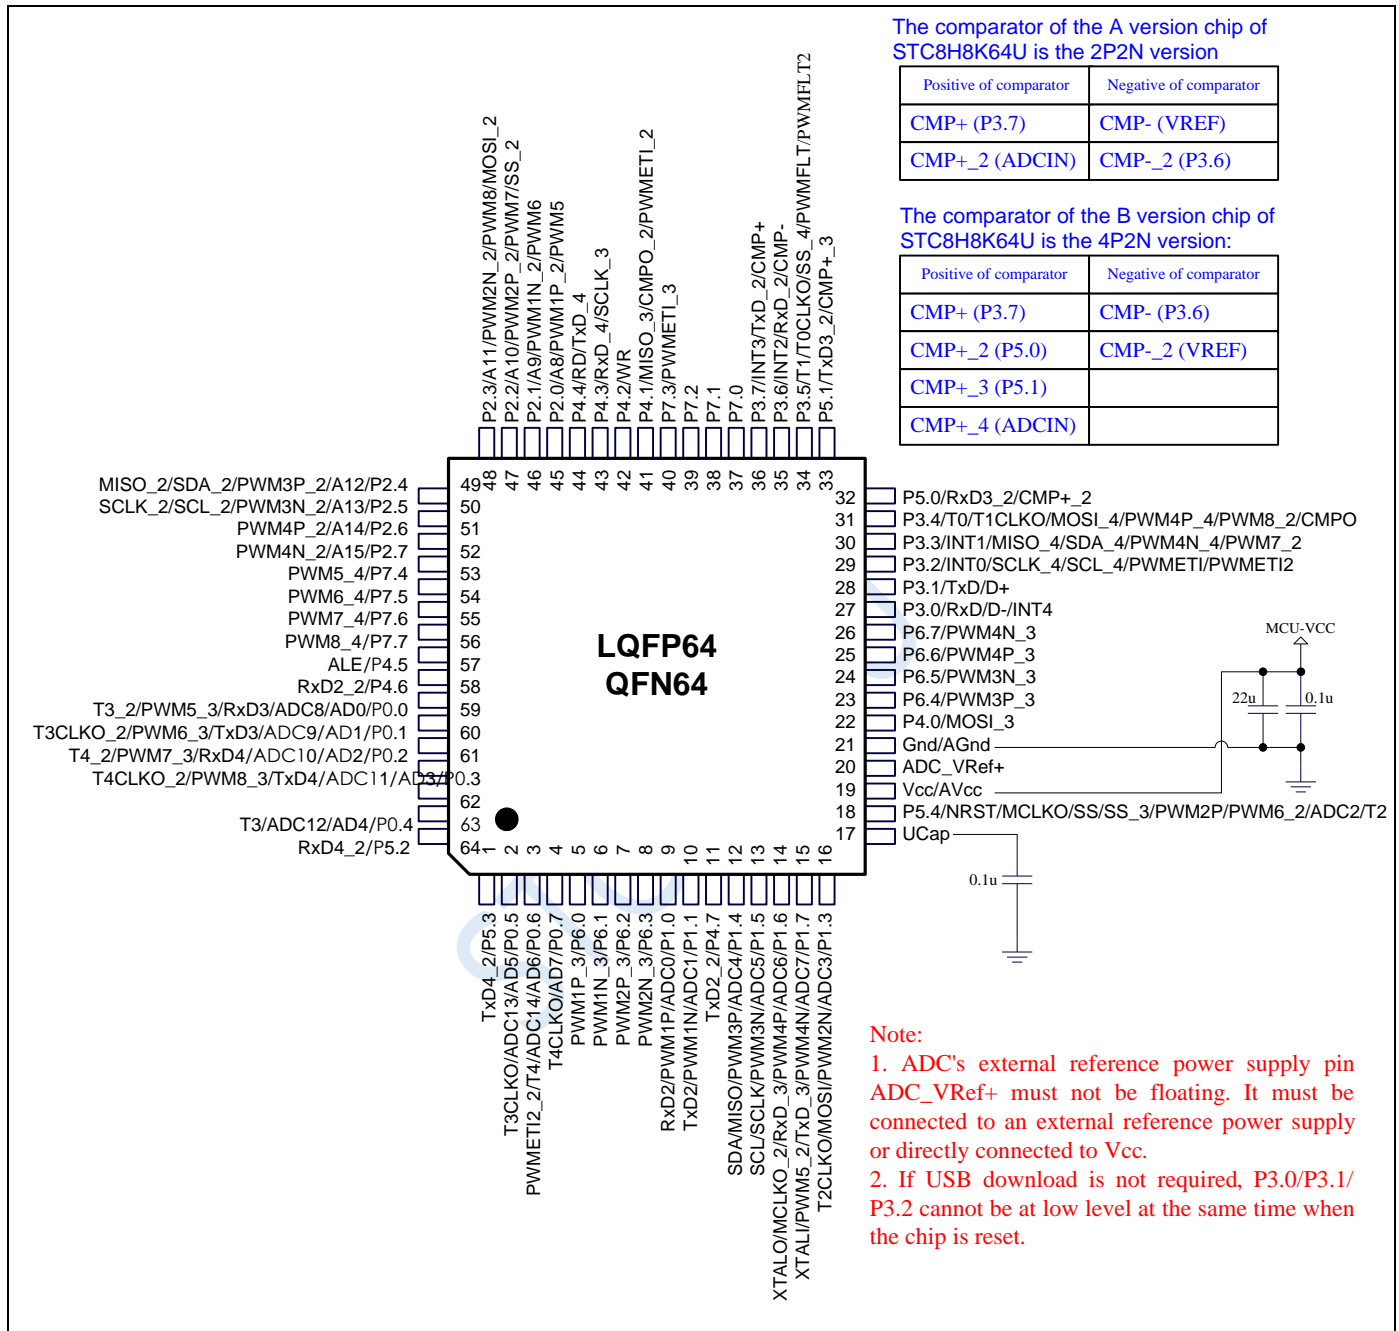 The comparator of the A version chip of
STC8H8K64U is the 2P2N version
Positive of comparator Negative of comparator
CMP+ (P3.7) CMP- (VREF)
CMP+_2 (ADCIN) CMP-_2 (P3.6)
The comparator of the B version chip of
STC8H8K64U is the 4P2N version:
Positive of comparator Negative of comparator
CMP+ (P3.7) CMP- (P3.6)
CMP+_2 (P5.0) CMP-_2 (VREF)
CMP+_3 (P5.1)
CMP+_4 (ADCIN)
P2.3/A11/PWM2N_2/PWM8/MOSI_2
P2.2/A10/PWM2P_2/PWM7/SS_2
P2.1/A9/PWM1N_2/PWM6
P2.0/A8/PWM1P_2/PWM5
P4.4/RD/TxD_4
P4.3/RxD_4/SCLK_3
P4.2/WR
P4.1/MISO_3/CMPO_2/PWMETI_2
P7.3/PWMETI_3
P7.2
P7.1
P7.0
P3.7/INT3/TxD_2/CMP+
P3.6/INT2/RxD_2/CMP-
P3.5/T1/T0CLKO/SS_4/PWMFLT/PWMFLT2
P5.1/TxD3_2/CMP+_3
48 47 46 45 44 43 42 41 40 39 38 37 36 35 34 33
MISO_2/SDA_2/PWM3P_2/A12/P2.4 49
SCLK_2/SCL_2/PWM3N_2/A13/P2.5 50
PWM4P_2/A14/P2.6 51
PWM4N_2/A15/P2.7 52
PWM5_4/P7.4 53
PWM6_4/P7.5 54
PWM7_4/P7.6 55
PWM8_4/P7.7 56
ALE/P4.5 57
RxD2_2/P4.6 58
T3_2/PWM5_3/RxD3/ADC8/AD0/P0.0 59
T3CLKO_2/PWM6_3/TxD3/ADC9/AD1/P0.1 60
T4_2/PWM7_3/RxD4/ADC10/AD2/P0.2 61
T4CLKO_2/PWM8_3/TxD4/ADC11/AD3/P0.3
62
T3/ADC12/AD4/P0.4 63
RxD4_2/P5.2 64
LQFP64
QFN64
32 P5.0/RxD3_2/CMP+_2
31 P3.4/T0/T1CLKO/MOSI_4/PWM4P_4/PWM8_2/CMPO
30 P3.3/INT1/MISO_4/SDA_4/PWM4N_4/PWM7_2
29 P3.2/INT0/SCLK_4/SCL_4/PWMETI/PWMETI2
28 P3.1/TxD/D+
27 P3.0/RxD/D-/INT4
26 P6.7/PWM4N_3
25 P6.6/PWM4P_3
24 P6.5/PWM3N_3
23 P6.4/PWM3P_3
22 P4.0/MOSI_3
21 Gnd/AGnd
20 ADC_VRef+
19 Vcc/AVcc
18 P5.4/NRST/MCLKO/SS/SS_3/PWM2P/PWM6_2/ADC2/T2
17 UCap
MCU-VCC
22u 0.1u
0.1u
1 2 3 4 5 6 7 8 9 10 11 12 13 14 15 16
TxD4_2/P5.3
T3CLKO/ADC13/AD5/P0.5
PWMETI2_2/T4/ADC14/AD6/P0.6
T4CLKO/AD7/P0.7
PWM1P_3/P6.0
PWM1N_3/P6.1
PWM2P_3/P6.2
PWM2N_3/P6.3
RxD2/PWM1P/ADC0/P1.0
TxD2/PWM1N/ADC1/P1.1
TxD2_2/P4.7
SDA/MISO/PWM3P/ADC4/P1.4
SCL/SCLK/PWM3N/ADC5/P1.5
XTALO/MCLKO_2/RxD_3/PWM4P/ADC6/P1.6
XTALI/PWM5_2/TxD_3/PWM4N/ADC7/P1.7
T2CLKO/MOSI/PWM2N/ADC3/P1.3
Note:
1. ADC's external reference power supply pin
ADC_VRef+ must not be floating. It must be
connected to an external reference power supply
or directly connected to Vcc.
2. If USB download is not required, P3.0/P3.1/
P3.2 cannot be at low level at the same time when
the chip is reset.